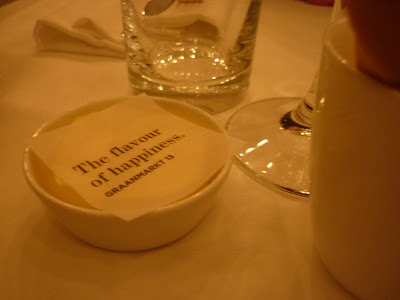 The flavour
of happiness.
GRAANMARKT 13